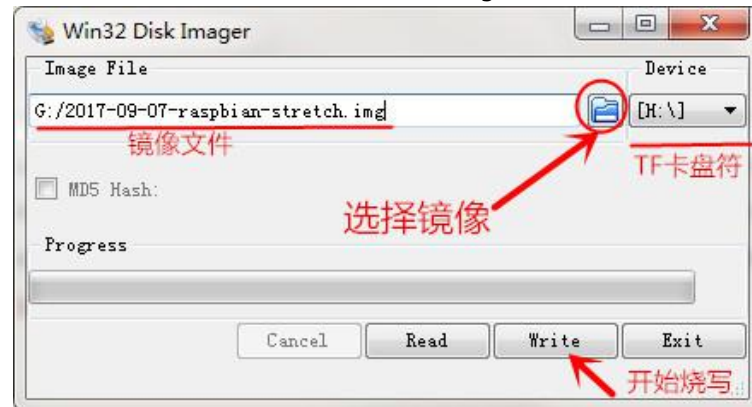 Win32 Disk Imager
Image File
Device
G:/2017-09-07-raspbian-stretch.img
[H:\]
镜像文件
TF卡盘符
MD5 Hash:
选择镜像
Progress
Cancel
Read
Write
Exit
开始烧写